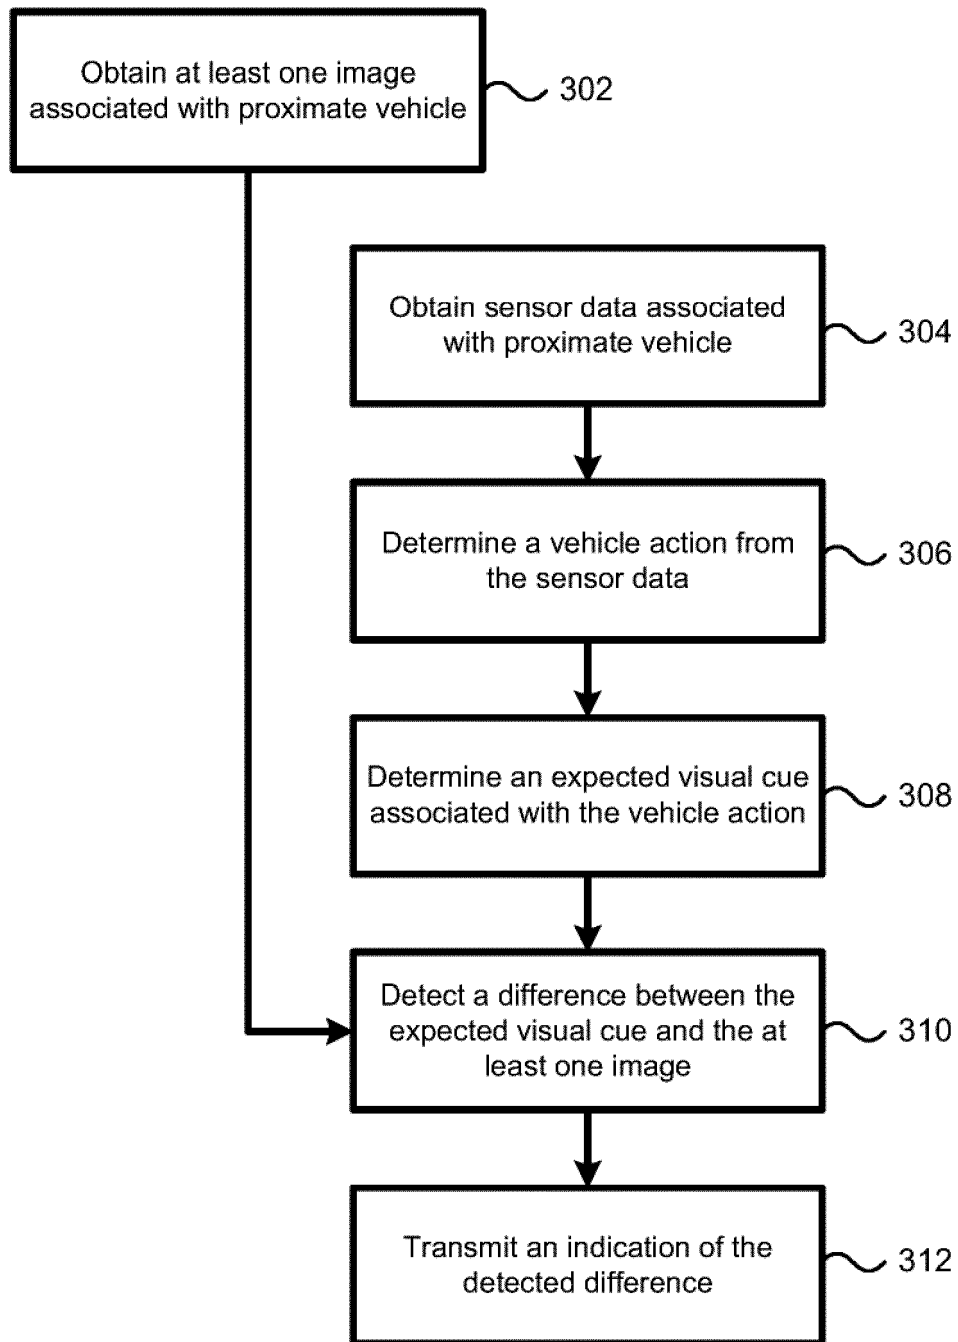 Obtain at least one image
associated with proximate vehicle
302
Obtain sensor data associated
with proximate vehicle
304
Determine a vehicle action from
the sensor data
306
Determine an expected visual cue
associated with the vehicle action
308
Detect a difference between the
expected visual cue and the at
least one image
310
Transmit an indication of the
detected difference
312